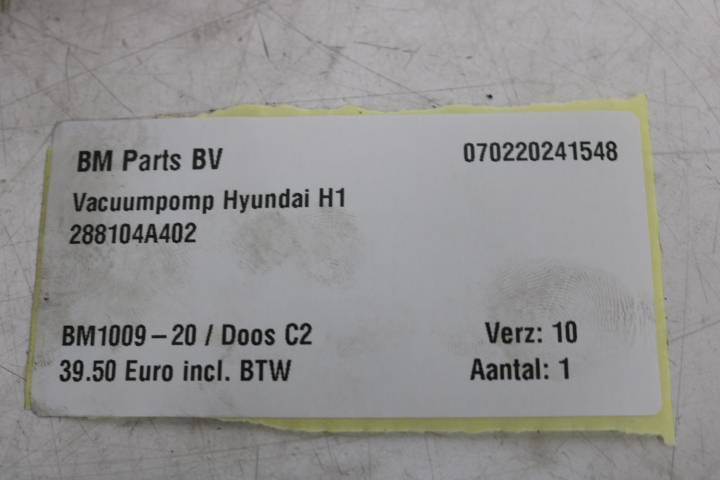 BM Parts BV 070220241548
Vacuumpomp Hyundai H1
288104A402
BM1009-20 / Doos C2 Verz: 10
39.50 Euro incl. BTW Aantal: 1